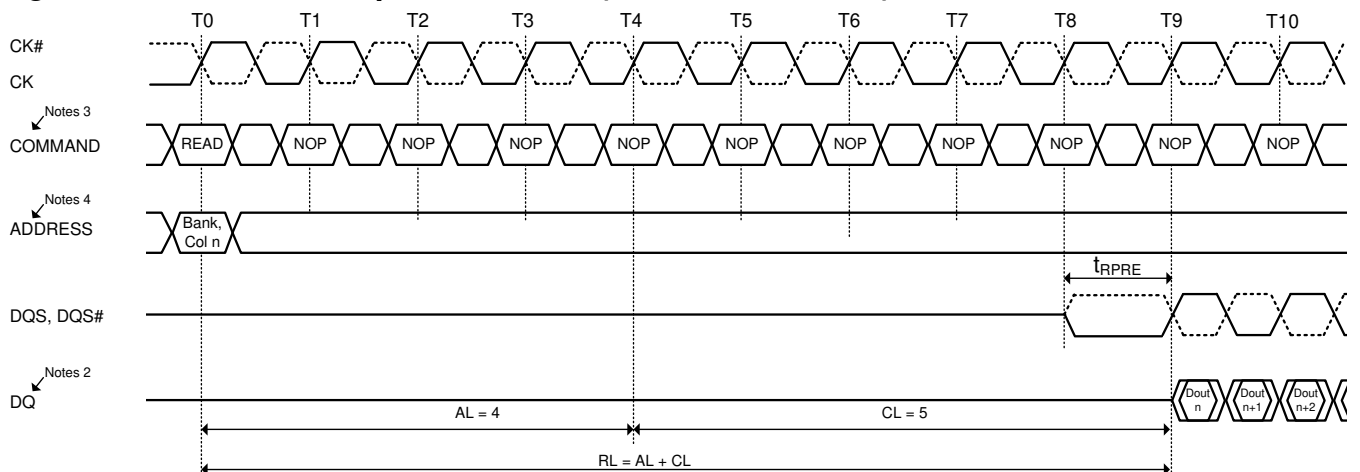 T0 T1 T2 T3 T4 T5 T6 T7 T8 T9 T10
CK#
CK
Notes 3
COMMAND READ NOP NOP NOP NOP NOP NOP NOP NOP NOP NOP
Notes 4
ADDRESS
Bank,
Col n
tRPRE
DQS, DQS#
Notes 2
DQ
Dout
n
Dout
n+1
Dout
n+2
AL = 4 CL = 5
RL = AL + CL